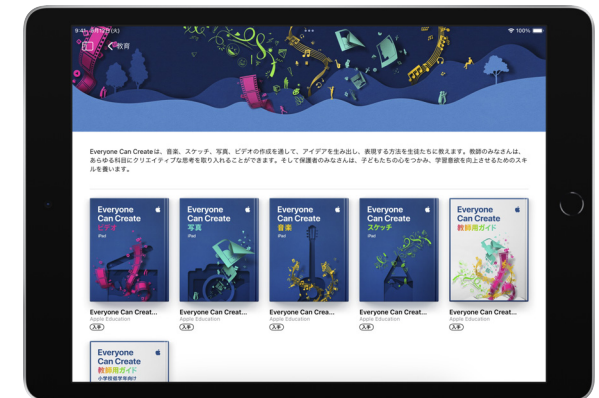 9:41 9月12日(火)
100%
教育
Everyone Can Createは、音楽、スケッチ、写真、ビデオの作成を通して、アイデアを生み出し、表現する方法を生徒たちに教えます。教師のみなさんは、
あらゆる科目にクリエイティブな思考を取り入れることができます。そして保護者のみなさんは、子どもたちの心をつかみ、学習意欲を向上させるためのスキ
ルを養います。
Everyone
Can Create
ビデオ
iPad
Everyone
Can Create
写真
iPad
Everyone
Can Create
音楽
iPad
Everyone
Can Create
スケッチ
iPad
Everyone
Can Create
教師用ガイド
Everyone Can Creat...
Apple Education
入手
Everyone Can Creat...
Apple Education
入手
Everyone Can Crea...
Apple Education
入手
Everyone Can Creat...
Apple Education
入手
Everyone Can Creat...
Apple Education
入手
Everyone
Can Create
教師用ガイド
小学校低学年向け